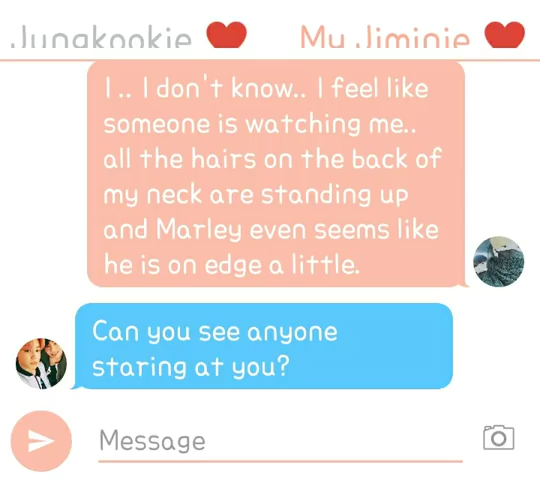 Jungkookie ❤️ My Jiminie ❤️
I .. I don't know.. I feel like
someone is watching me..
all the hairs on the back of
my neck are standing up
and Marley even seems like
he is on edge a little.
Can you see anyone
staring at you?
Message